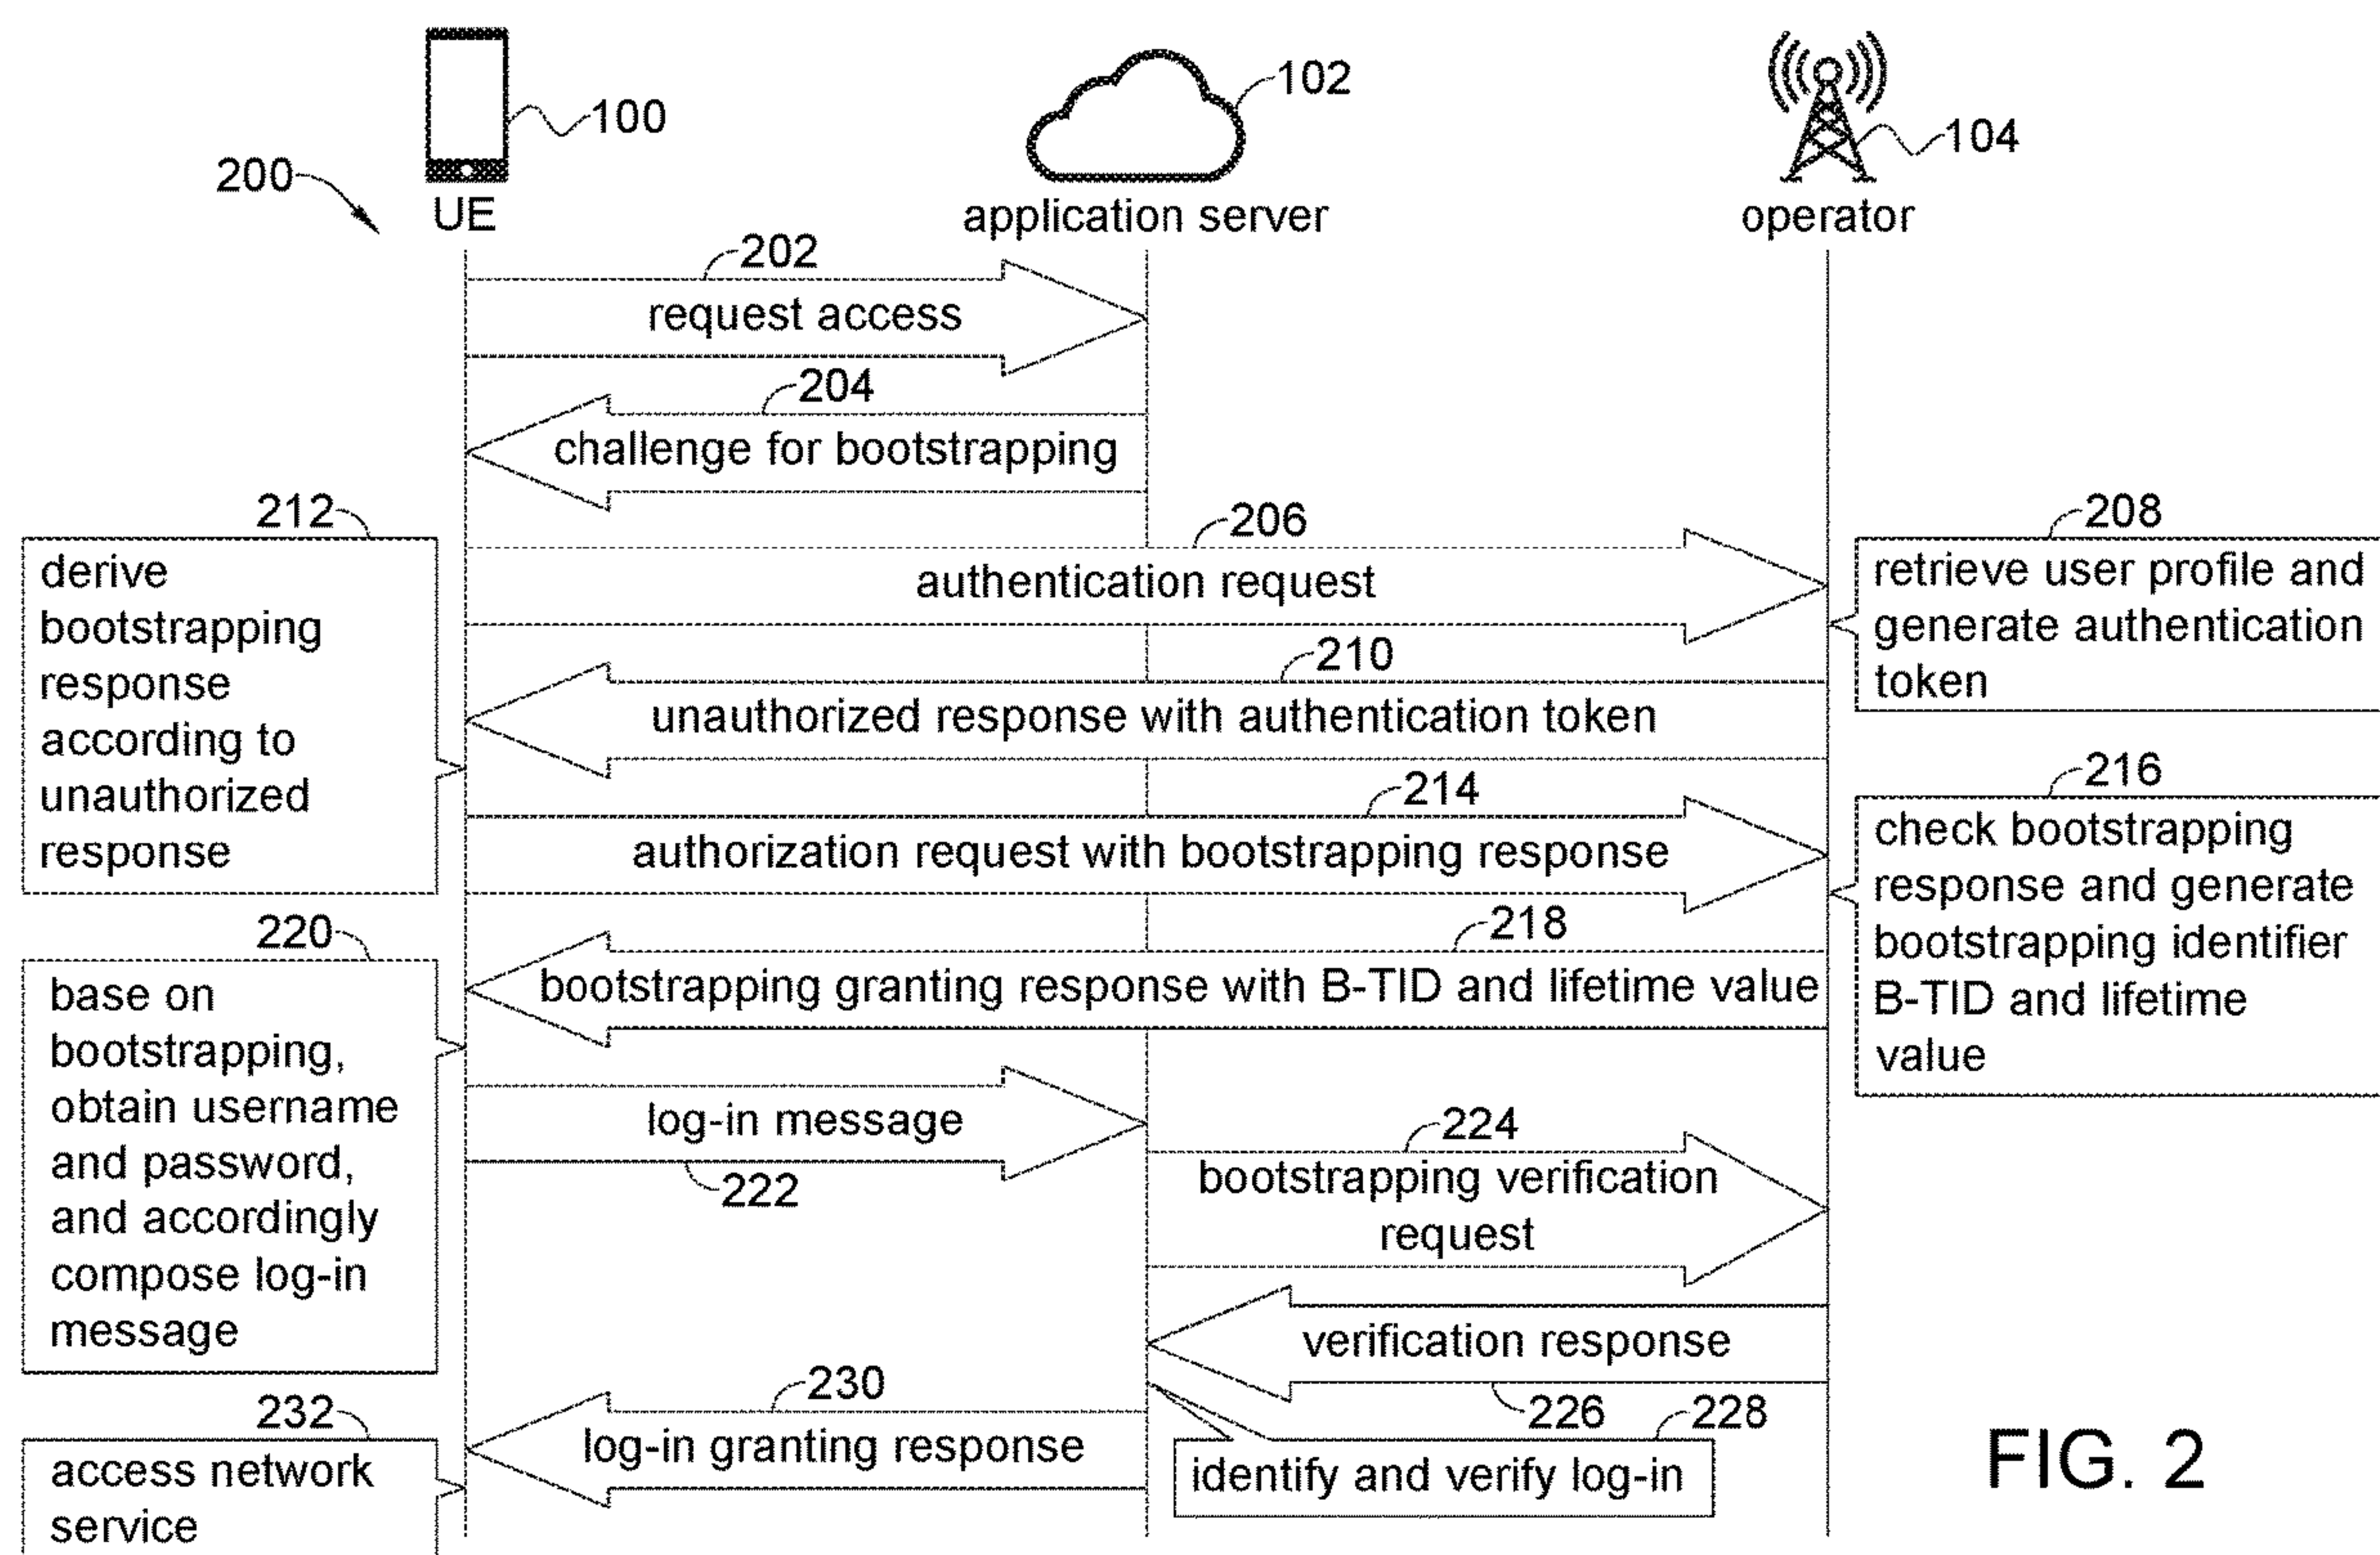 100
102
104
200
UE
application server
operator
202
request access
204
challenge for bootstrapping
212
derive
bootstrapping
response
according to
unauthorized
response
206
authentication request
208
retrieve user profile and
generate authentication
token
210
unauthorized response with authentication token
214
authorization request with bootstrapping response
216
check bootstrapping
response and generate
bootstrapping identifier
B-TID and lifetime
value
218
bootstrapping granting response with B-TID and lifetime value
220
base on
bootstrapping,
obtain username
and password,
and accordingly
compose log-in
message
log-in message
222
224
bootstrapping verification
request
verification response
226
228
identify and verify log-in
230
log-in granting response
232
access network
service
FIG. 2